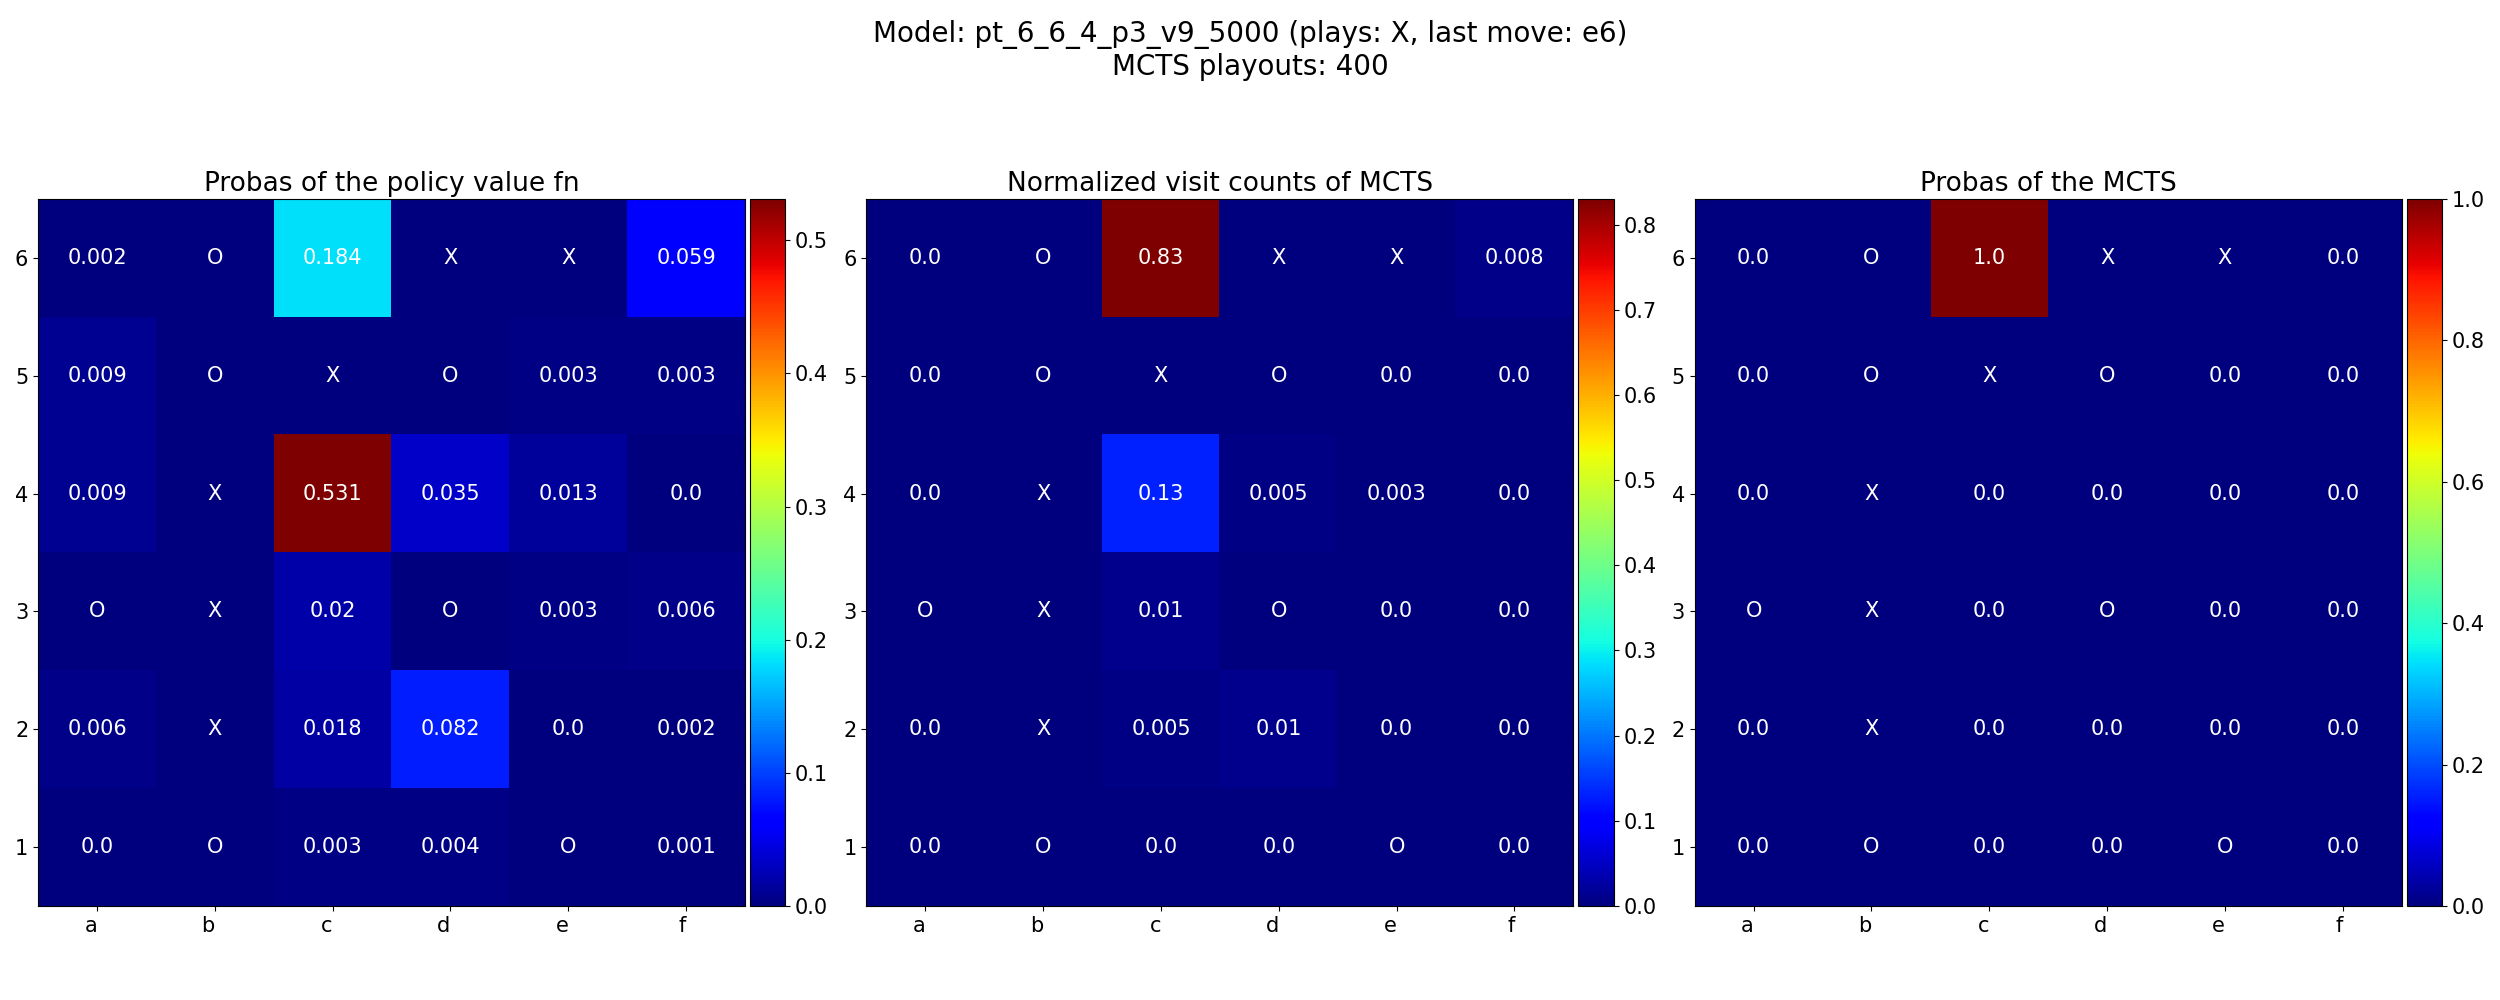 Model: pt_6_6_4_p3_v9_5000 (plays: X, last move: e6)
MCTS playouts: 400
Probas of the policy value fn
6 0.002 O 0.184 X X 0.059
5 0.009 O X O 0.003 0.003
4 0.009 X 0.531 0.035 0.013 0.0
3 O X 0.02 O 0.003 0.006
2 0.006 X 0.018 0.082 0.0 0.002
1 0.0 O 0.003 0.004 O 0.001
a b c d e f
0.5
0.4
0.3
0.2
0.1
0.0
Normalized visit counts of MCTS
6 0.0 O 0.83 X X 0.008
5 0.0 O X O 0.0 0.0
4 0.0 X 0.13 0.005 0.003 0.0
3 O X 0.01 O 0.0 0.0
2 0.0 X 0.005 0.01 0.0 0.0
1 0.0 O 0.0 0.0 O 0.0
a b c d e f
0.8
0.7
0.6
0.5
0.4
0.3
0.2
0.1
0.0
Probas of the MCTS
6 0.0 O 1.0 X X 0.0
5 0.0 O X O 0.0 0.0
4 0.0 X 0.0 0.0 0.0 0.0
3 O X 0.0 O 0.0 0.0
2 0.0 X 0.0 0.0 0.0 0.0
1 0.0 O 0.0 0.0 O 0.0
a b c d e f
1.0
0.8
0.6
0.4
0.2
0.0